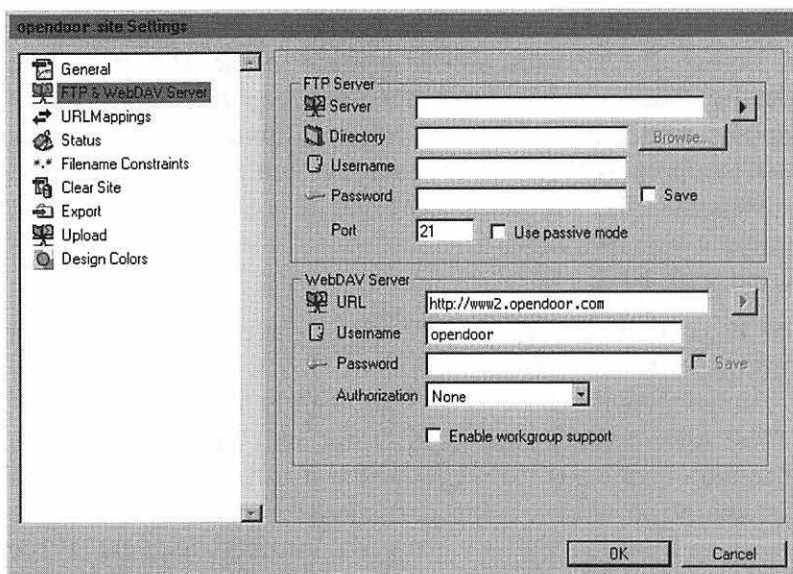 opendoor.site Settings
General
FTP & WebDAV Server
URLMappings
Status
*.* Filename Constraints
Clear Site
Export
Upload
Design Colors
FTP Server
Server
Directory
Browse...
Username
Password
Save
Port
21
Use passive mode
WebDAV Server
URL
http://www2.opendoor.com
Username
opendoor
Password
Save
Authorization
None
Enable workgroup support
OK
Cancel